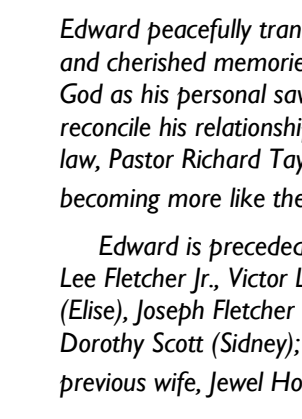 Edward peacefully tran
and cherished memorie
God as his personal sav
reconcile his relationshi
law, Pastor Richard Tay
becoming more like the
Edward is preceded
Lee Fletcher Jr., Victor L
(Elise), Joseph Fletcher
Dorothy Scott (Sidney);
previous wife, Jewel Ho